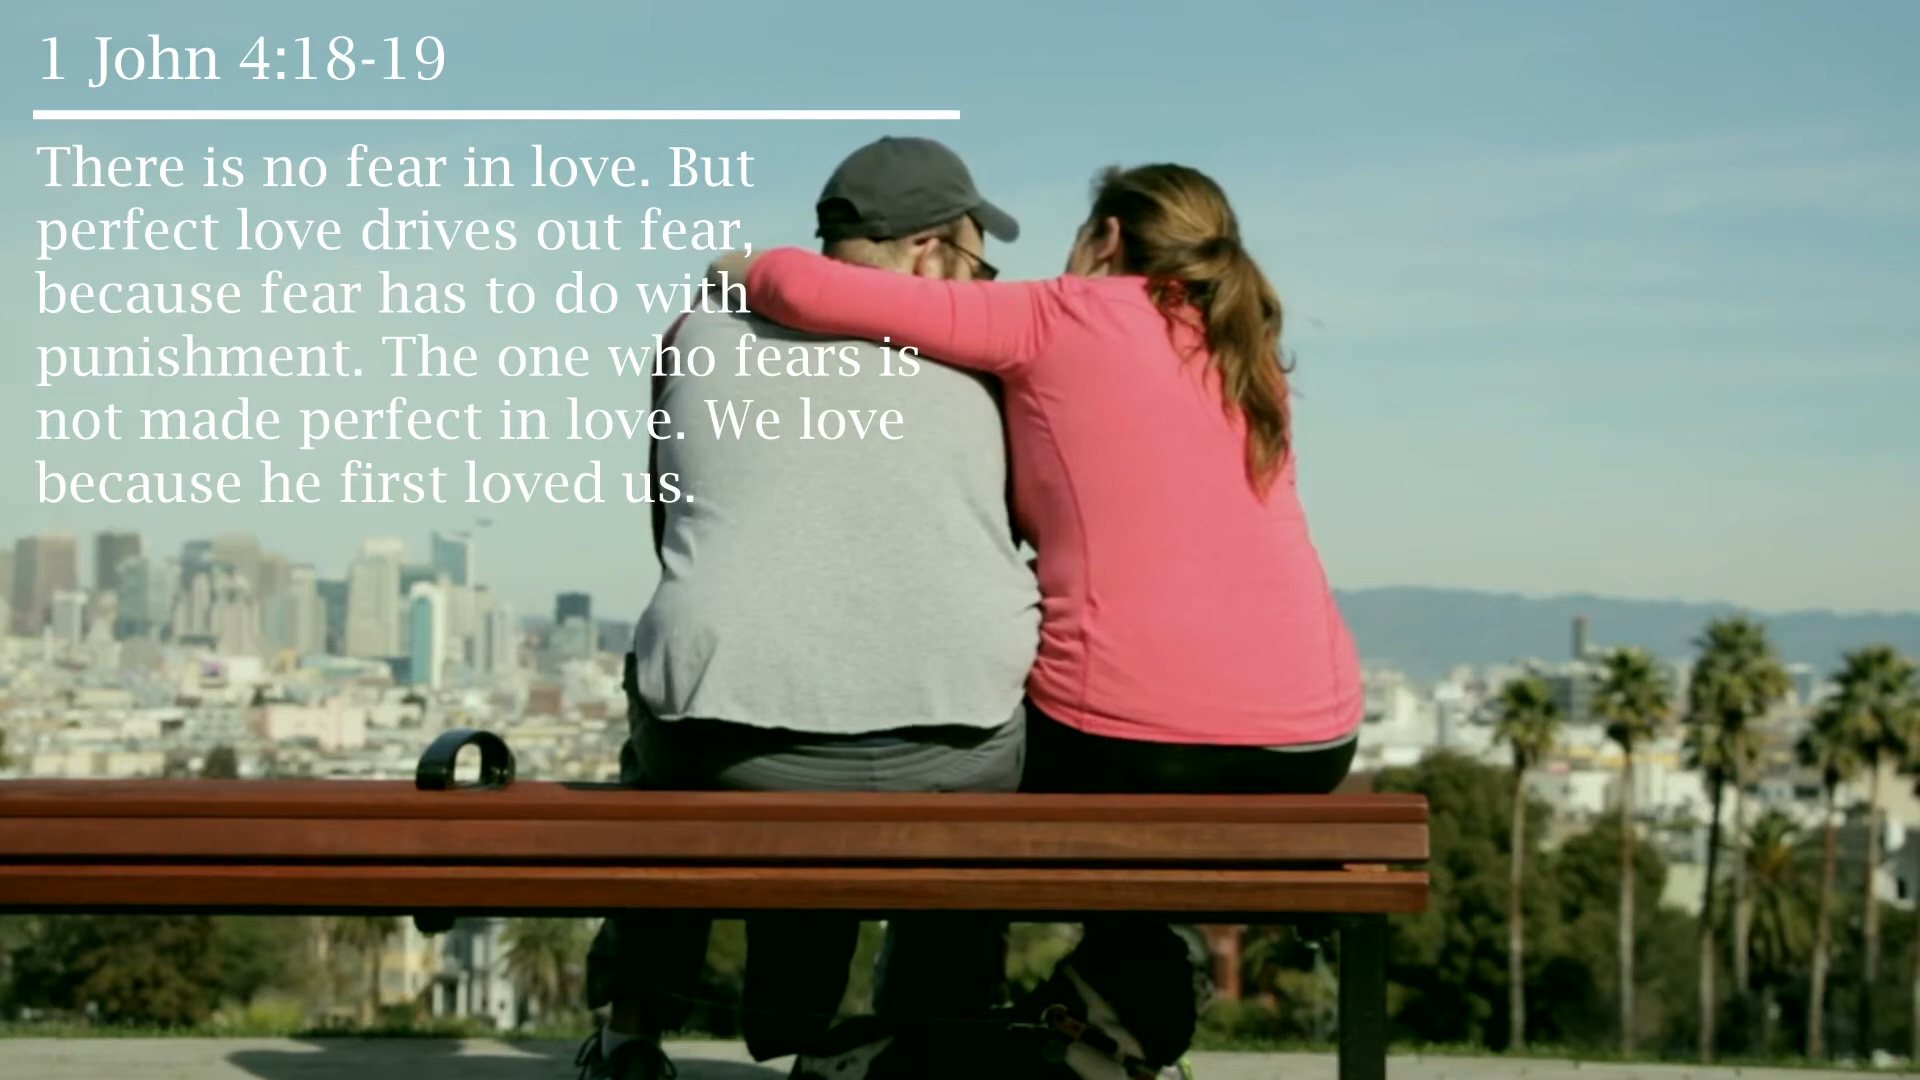 1 John 4:18-19
There is no fear in love. But
perfect love drives out fear,
because fear has to do with
punishment. The one who fears is
not made perfect in love. We love
because he first loved us.